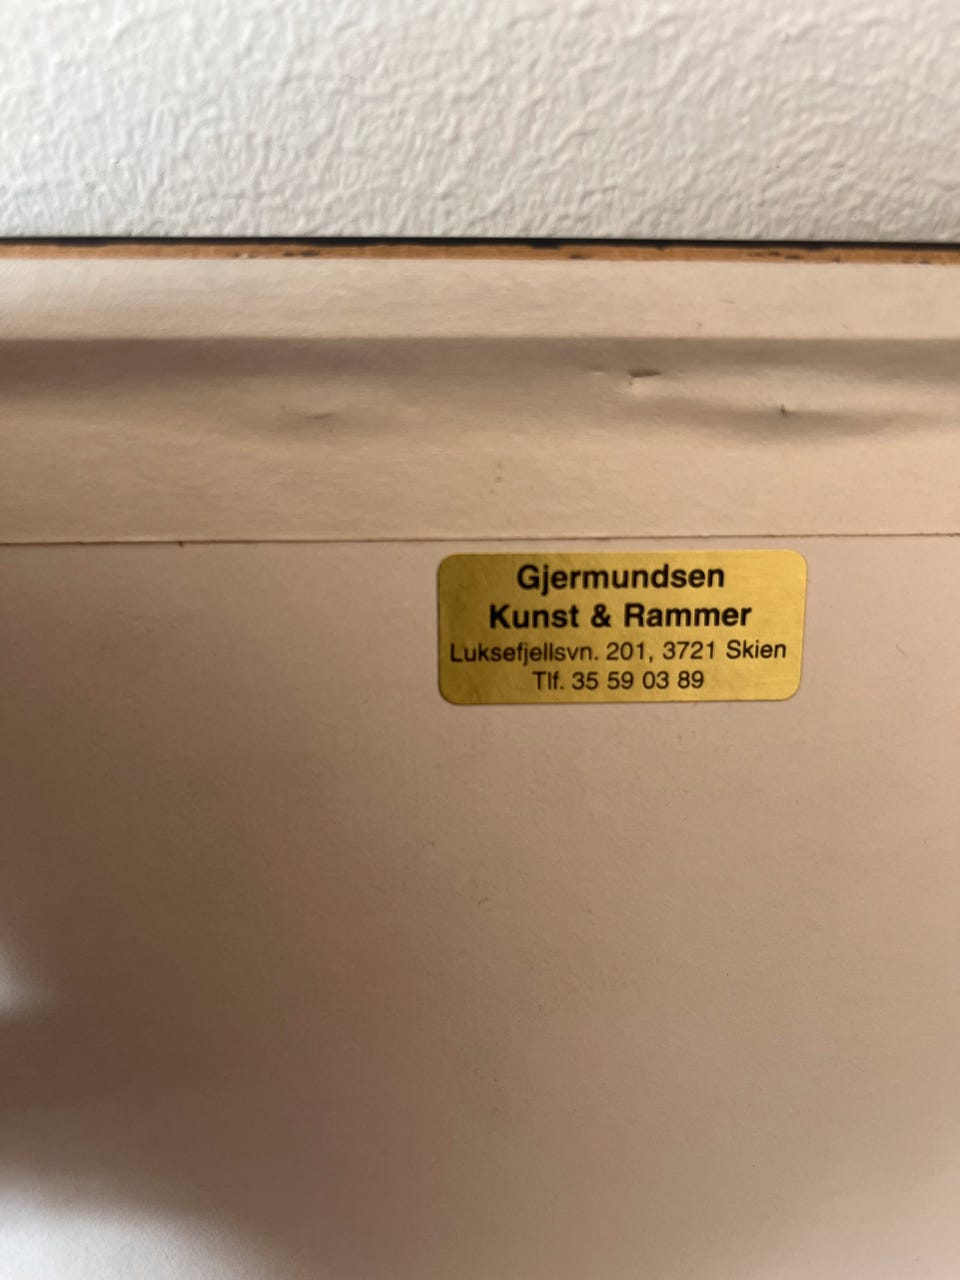 Gjermundsen
Kunst & Rammer
Luksefjellsvn. 201, 3721 Skien
Tlf. 35 59 03 89